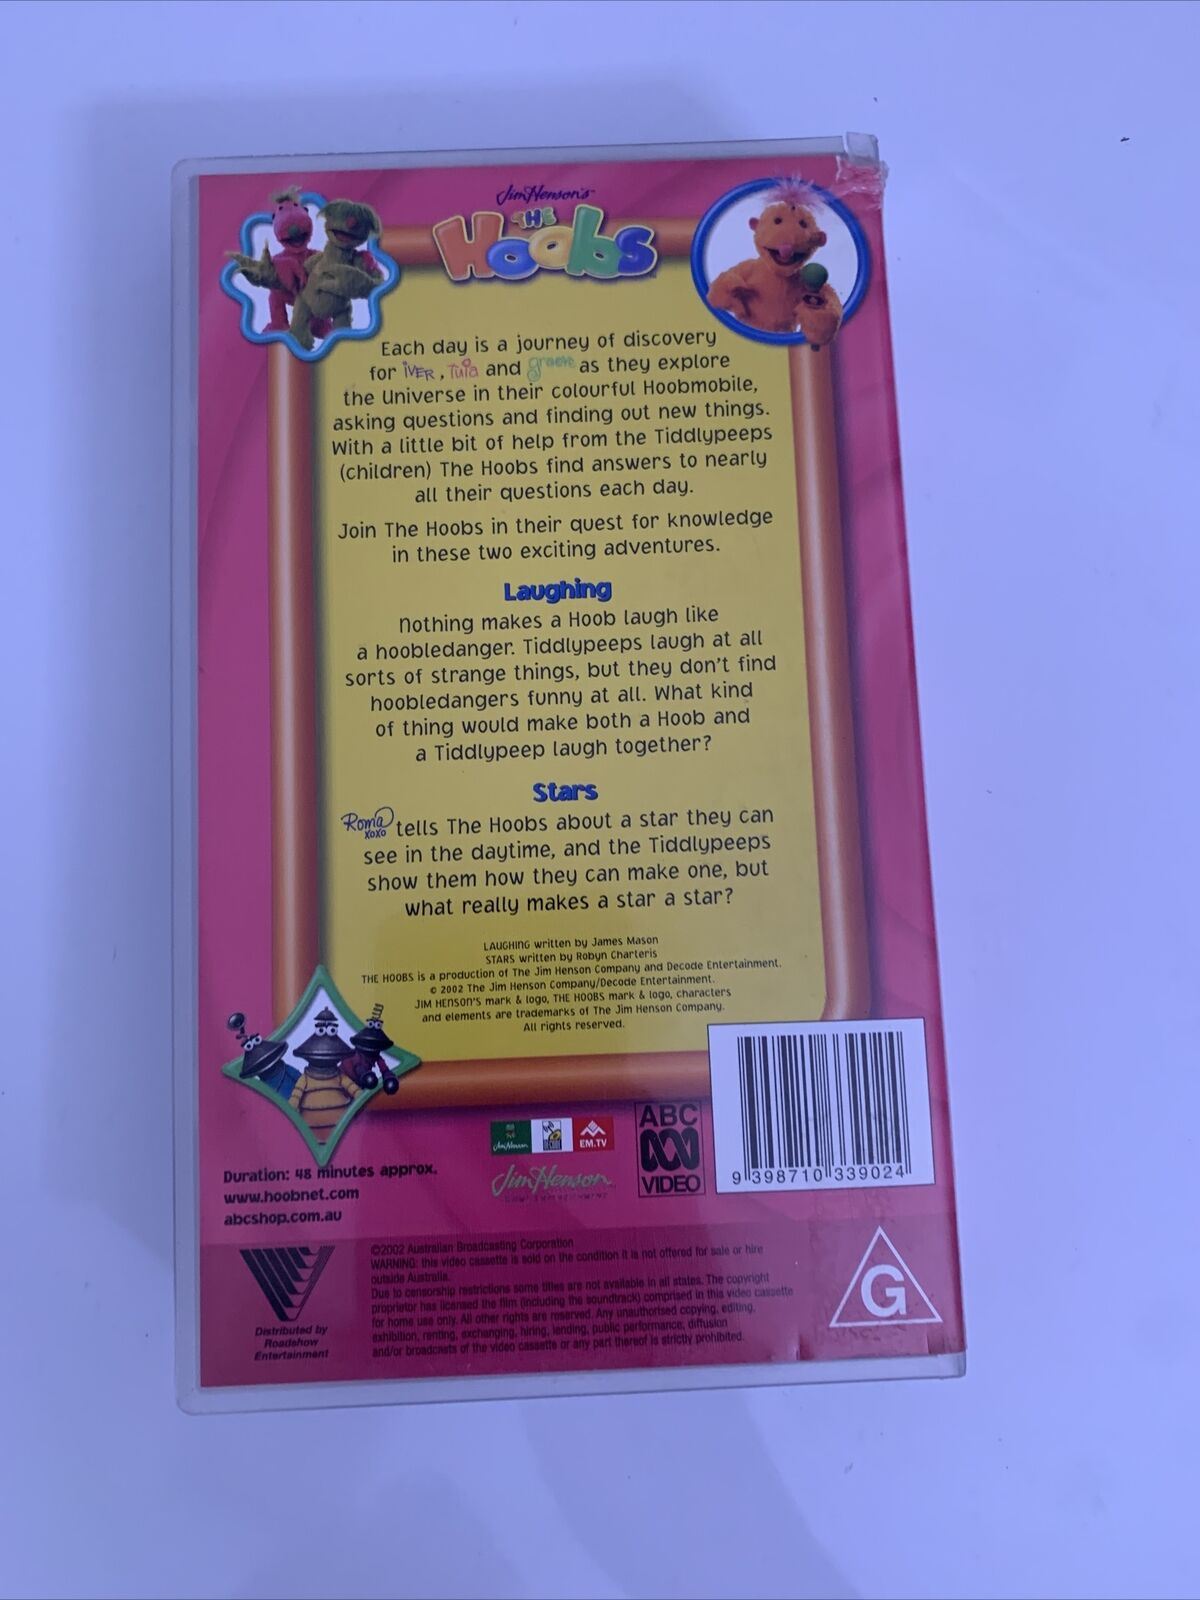 Jim Henson's
THE
Hoobs
Each day is a journey of discovery
for iVER, Tula and groove as they explore
the Universe in their colourful Hoobmobile,
asking questions and finding out new things.
With a little bit of help from the Tiddlypeeps
(children) The Hoobs find answers to nearly
all their questions each day.
Join The Hoobs in their quest for knowledge
in these two exciting adventures.
Laughing
Nothing makes a Hoob laugh like
a hoobledanger. Tiddlypeeps laugh at all
sorts of strange things, but they don't find
hoobledangers funny at all. What kind
of thing would make both a Hoob and
a Tiddlypeep laugh together?
Stars
Roma xoxo tells The Hoobs about a star they can
see in the daytime, and the Tiddlypeeps
show them how they can make one, but
what really makes a star a star?
LAUGHING written by James Mason
STARS written by Robyn Charteris
THE HOOBS is a production of The Jim Henson Company and Decode Entertainment.
© 2002 The Jim Henson Company/Decode Entertainment.
JIM HENSON'S mark & logo, THE HOOBS mark & logo, characters
and elements are trademarks of The Jim Henson Company.
All rights reserved.
Duration: 48 minutes approx.
www.hoobnet.com
abcshop.com.au
Jim Henson
DECODE
EM.TV
Jim Henson
ABC
VIDEO
9 398710 339024
Distributed by
Roadshow
Entertainment
©2002 Australian Broadcasting Corporation
WARNING: this video cassette is sold on the condition it is not offered for sale or hire
outside Australia.
Due to censorship restrictions some titles are not available in all states. The copyright
proprietor has licensed the film (including the soundtrack) comprised in this video cassette
for home use only. All other rights are reserved. Any unauthorised copying, editing,
exhibition, renting, exchanging, hiring, lending, public performance, diffusion
and/or broadcasts of the video cassette or any part thereof is strictly prohibited.
G